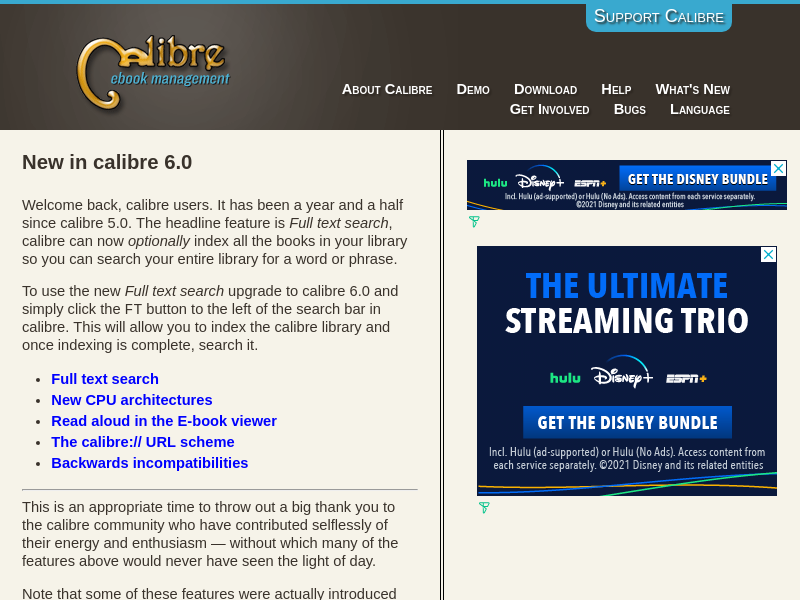 Support Calibre
Calibre
ebook management
About Calibre Demo Download Help What's New
Get Involved Bugs Language
New in calibre 6.0
Welcome back, calibre users. It has been a year and a half
since calibre 5.0. The headline feature is Full text search,
calibre can now optionally index all the books in your library
so you can search your entire library for a word or phrase.
To use the new Full text search upgrade to calibre 6.0 and
simply click the FT button to the left of the search bar in
calibre. This will allow you to index the calibre library and
once indexing is complete, search it.
• Full text search
• New CPU architectures
• Read aloud in the E-book viewer
• The calibre:// URL scheme
• Backwards incompatibilities
This is an appropriate time to throw out a big thank you to
the calibre community who have contributed selflessly of
their energy and enthusiasm — without which many of the
features above would never have seen the light of day.
Note that some of these features were actually introduced
hulu Disney+ ESPN+ GET THE DISNEY BUNDLE
Incl. Hulu (ad-supported) or Hulu (No Ads). Access content from each service separately.
©2021 Disney and its related entities
THE ULTIMATE
STREAMING TRIO
hulu Disney+ ESPN+
GET THE DISNEY BUNDLE
Incl. Hulu (ad-supported) or Hulu (No Ads). Access content from
each service separately. ©2021 Disney and its related entities